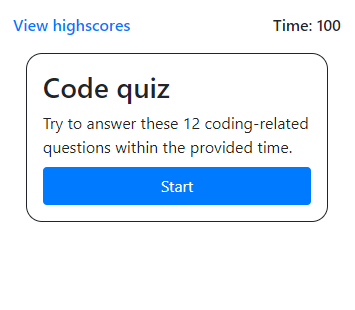 View highscores
Time: 100
Code quiz
Try to answer these 12 coding-related
questions within the provided time.
Start